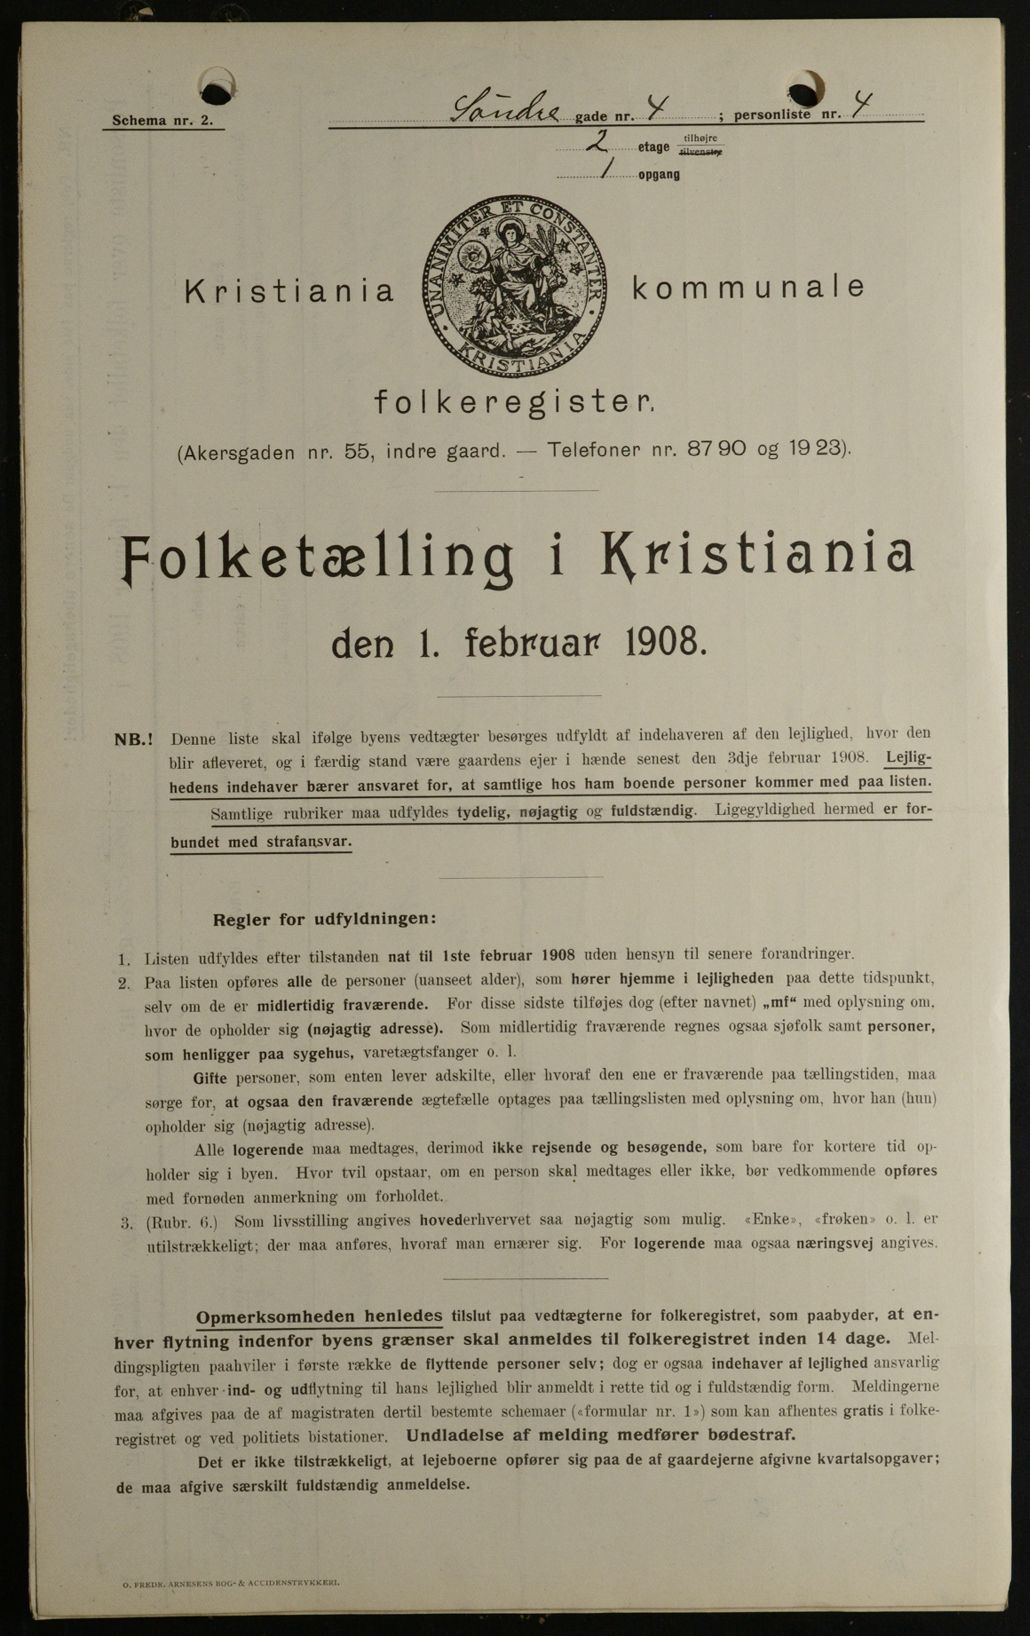 Schema nr. 2.
Søndre gade nr. 4 ; personliste nr. 4
2 etage tilhøjre tilvenstre
1 opgang
UNANIMITER ET CONSTANTER
KRISTIANIA
Kristiania kommunale
folkeregister.
(Akersgaden nr. 55, indre gaard. — Telefoner nr. 87 90 og 19 23).
Folketælling i Kristiania
den 1. februar 1908.
NB.! Denne liste skal ifølge byens vedtægter besørges udfyldt af indehaveren af den lejlighed, hvor den
blir afleveret, og i færdig stand være gaardens ejer i hænde senest den 3dje februar 1908. Lejlig-
hedens indehaver bærer ansvaret for, at samtlige hos ham boende personer kommer med paa listen.
Samtlige rubriker maa udfyldes tydelig, nøjagtig og fuldstændig. Ligegyldighed hermed er for-
bundet med strafansvar.
Regler for udfyldningen:
1. Listen udfyldes efter tilstanden nat til 1ste februar 1908 uden hensyn til senere forandringer.
2. Paa listen opføres alle de personer (uanseet alder), som hører hjemme i lejligheden paa dette tidspunkt,
selv om de er midlertidig fraværende. For disse sidste tilføjes dog (efter navnet) „mf“ med oplysning om,
hvor de opholder sig (nøjagtig adresse). Som midlertidig fraværende regnes ogsaa sjøfolk samt personer,
som henligger paa sygehus, varetægtsfanger o. l.
Gifte personer, som enten lever adskilte, eller hvoraf den ene er fraværende paa tællingstiden, maa
sørge for, at ogsaa den fraværende ægtefælle optages paa tællingslisten med oplysning om, hvor han (hun)
opholder sig (nøjagtig adresse).
Alle logerende maa medtages, derimod ikke rejsende og besøgende, som bare for kortere tid op-
holder sig i byen. Hvor tvil opstaar, om en person skal medtages eller ikke, bør vedkommende opføres
med fornøden anmerkning om forholdet.
3. (Rubr. 6.) Som livsstilling angives hovederhvervet saa nøjagtig som mulig. «Enke», «frøken» o. l. er
utilstrækkeligt; der maa anføres, hvoraf man ernærer sig. For logerende maa ogsaa næringsvej angives.
Opmerksomheden henledes tilslut paa vedtægterne for folkeregistret, som paabyder, at en-
hver flytning indenfor byens grænser skal anmeldes til folkeregistret inden 14 dage. Mel-
dingspligten paahviler i første række de flyttende personer selv; dog er ogsaa indehaver af lejlighed ansvarlig
for, at enhver ind- og udflytning til hans lejlighed blir anmeldt i rette tid og i fuldstændig form. Meldingerne
maa afgives paa de af magistraten dertil bestemte schemaer («formular nr. 1») som kan afhentes gratis i folke-
registret og ved politiets bistationer. Undladelse af melding medfører bødestraf.
Det er ikke tilstrækkeligt, at lejeboerne opfører sig paa de af gaardejerne afgivne kvartalsopgaver;
de maa afgive særskilt fuldstændig anmeldelse.
O. FREDR. ARNESENS BOG- & ACCIDENSTRYKKERI.